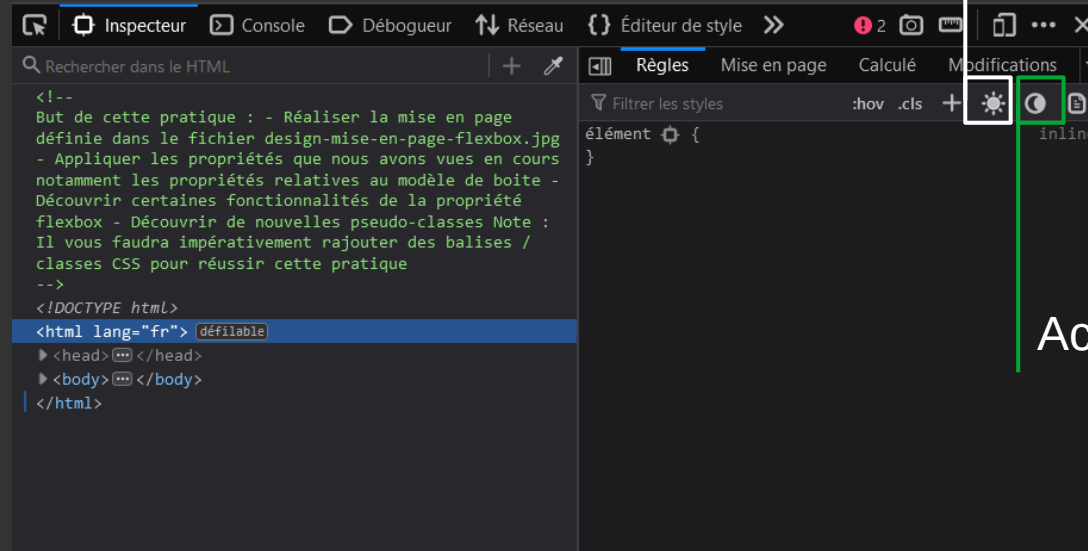 Inspecteur Console Débogueur Réseau Éditeur de style 2
Rechercher dans le HTML
Règles Mise en page Calculé Modifications
Filtrer les styles :hov .cls
<!--
But de cette pratique : - Réaliser la mise en page
définie dans le fichier design-mise-en-page-flexbox.jpg
- Appliquer les propriétés que nous avons vues en cours
notamment les propriétés relatives au modèle de boite -
Découvrir certaines fonctionnalités de la propriété
flexbox - Découvrir de nouvelles pseudo-classes Note :
Il vous faudra impérativement rajouter des balises /
classes CSS pour réussir cette pratique
-->
<!DOCTYPE html>
<html lang="fr"> défilable
<head> </head>
<body> </body>
</html>
élément {
}
inlin
Ac